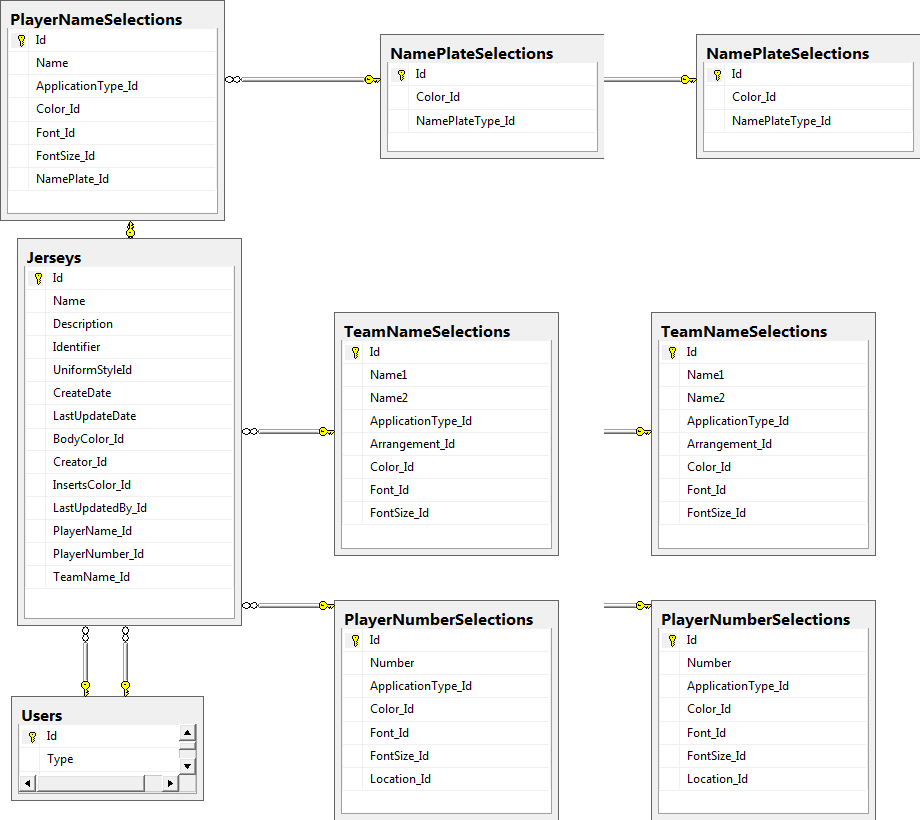 PlayerNameSelections
Id
Name
ApplicationType_Id
Color_Id
Font_Id
FontSize_Id
NamePlate_Id
NamePlateSelections
Id
Color_Id
NamePlateType_Id
NamePlateSelections
Id
Color_Id
NamePlateType_Id
Jerseys
Id
Name
Description
Identifier
UniformStyleId
CreateDate
LastUpdateDate
BodyColor_Id
Creator_Id
InsertsColor_Id
LastUpdatedBy_Id
PlayerName_Id
PlayerNumber_Id
TeamName_Id
TeamNameSelections
Id
Name1
Name2
ApplicationType_Id
Arrangement_Id
Color_Id
Font_Id
FontSize_Id
TeamNameSelections
Id
Name1
Name2
ApplicationType_Id
Arrangement_Id
Color_Id
Font_Id
FontSize_Id
PlayerNumberSelections
Id
Number
ApplicationType_Id
Color_Id
Font_Id
FontSize_Id
Location_Id
PlayerNumberSelections
Id
Number
ApplicationType_Id
Color_Id
Font_Id
FontSize_Id
Location_Id
Users
Id
Type